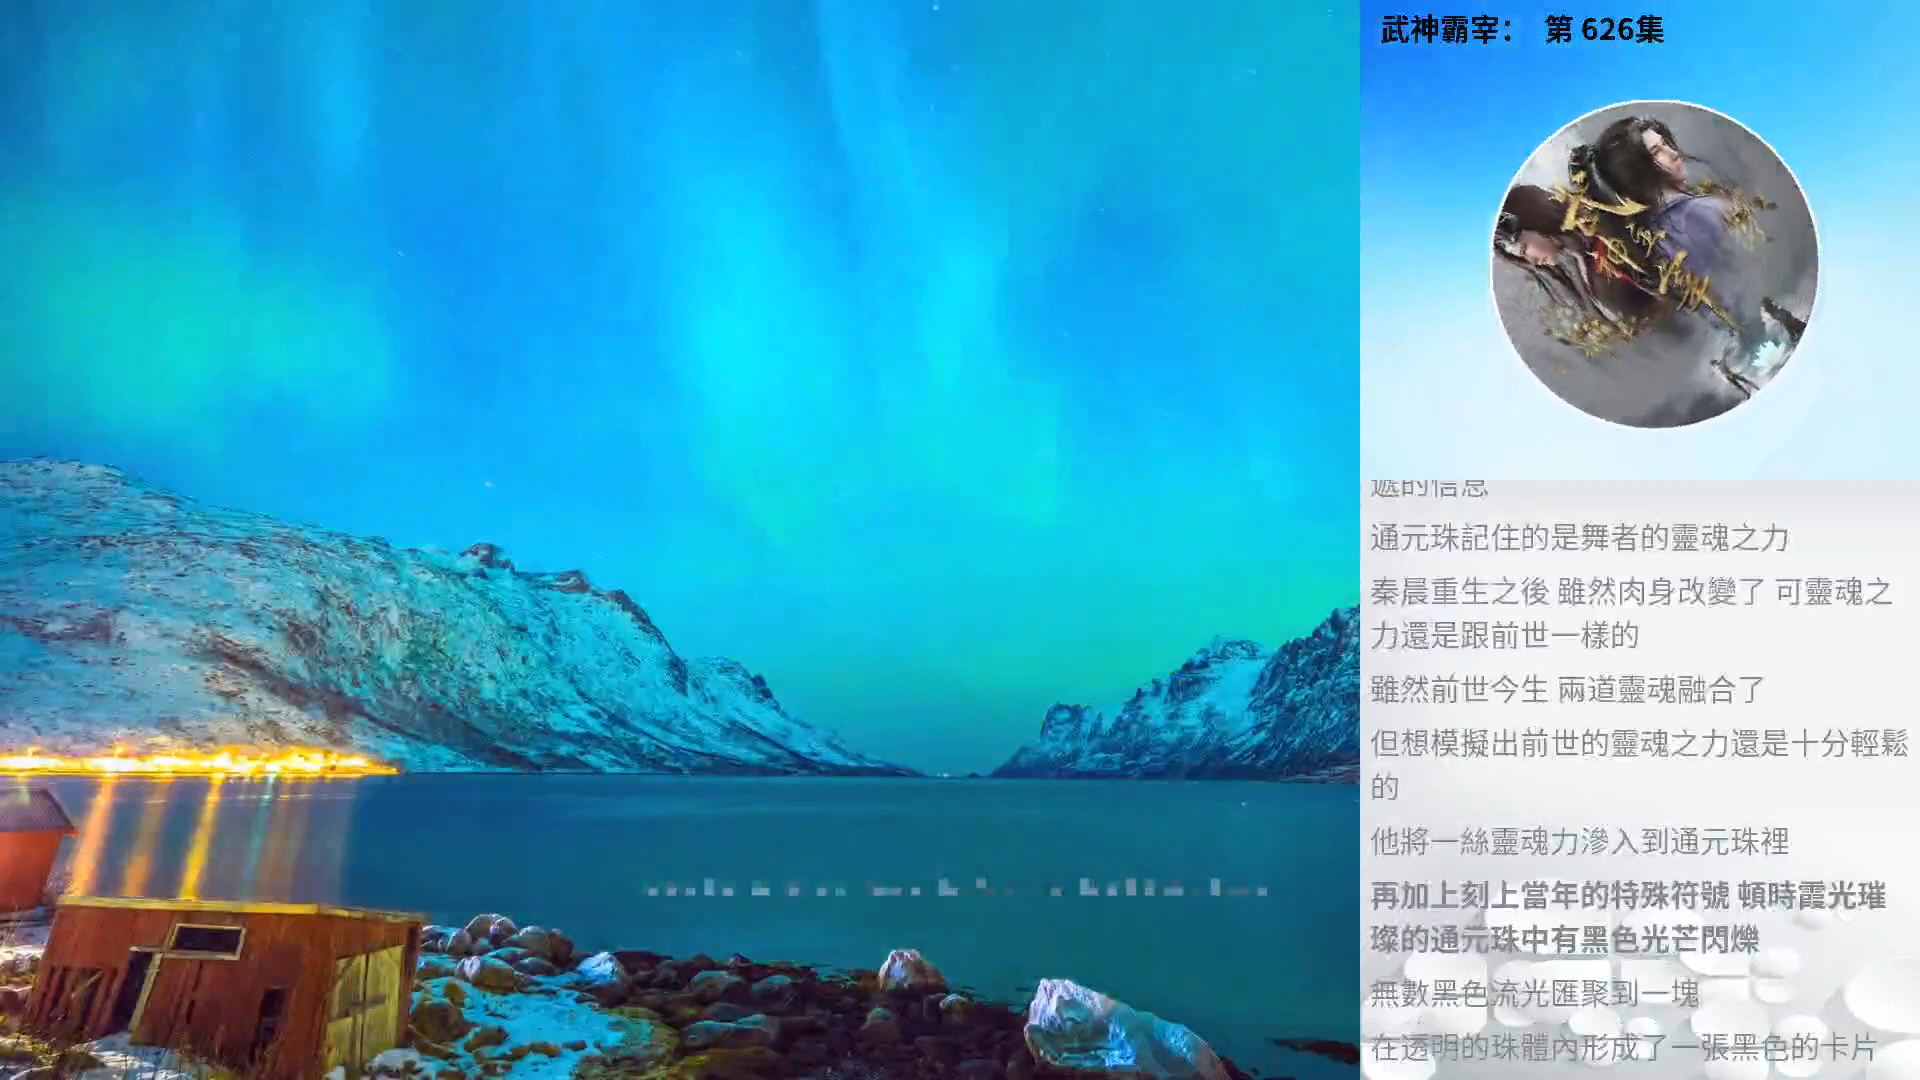 武神霸宰： 第 626集
遞的信息
通元珠記住的是舞者的靈魂之力
秦晨重生之後 雖然肉身改變了 可靈魂之
力還是跟前世一樣的
雖然前世今生 兩道靈魂融合了
但想模擬出前世的靈魂之力還是十分輕鬆
的
他將一絲靈魂力滲入到通元珠裡
再加上刻上當年的特殊符號 頓時霞光璀
璨的通元珠中有黑色光芒閃爍
無數黑色流光匯聚到一塊
在透明的珠體內形成了一張黑色的卡片